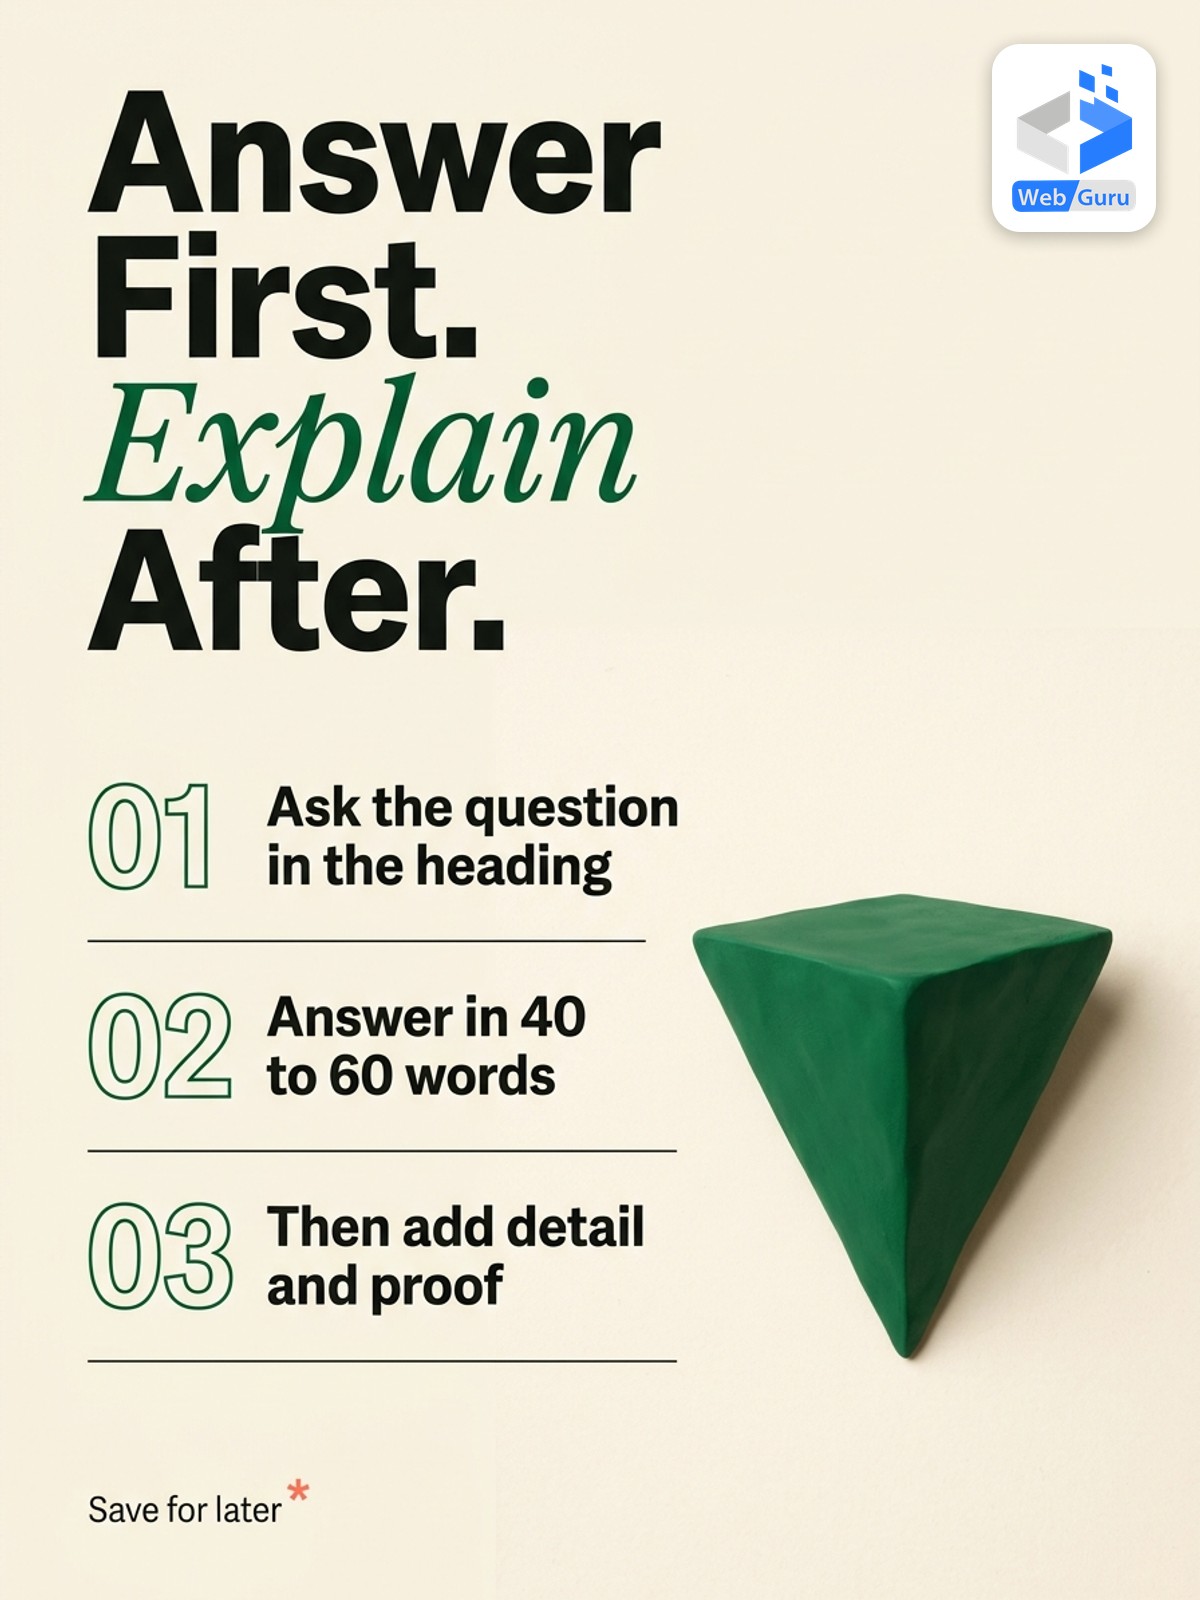 Answer
First.
Explain
After.
Web Guru
01 Ask the question
in the heading
02 Answer in 40
to 60 words
03 Then add detail
and proof
Save for later*